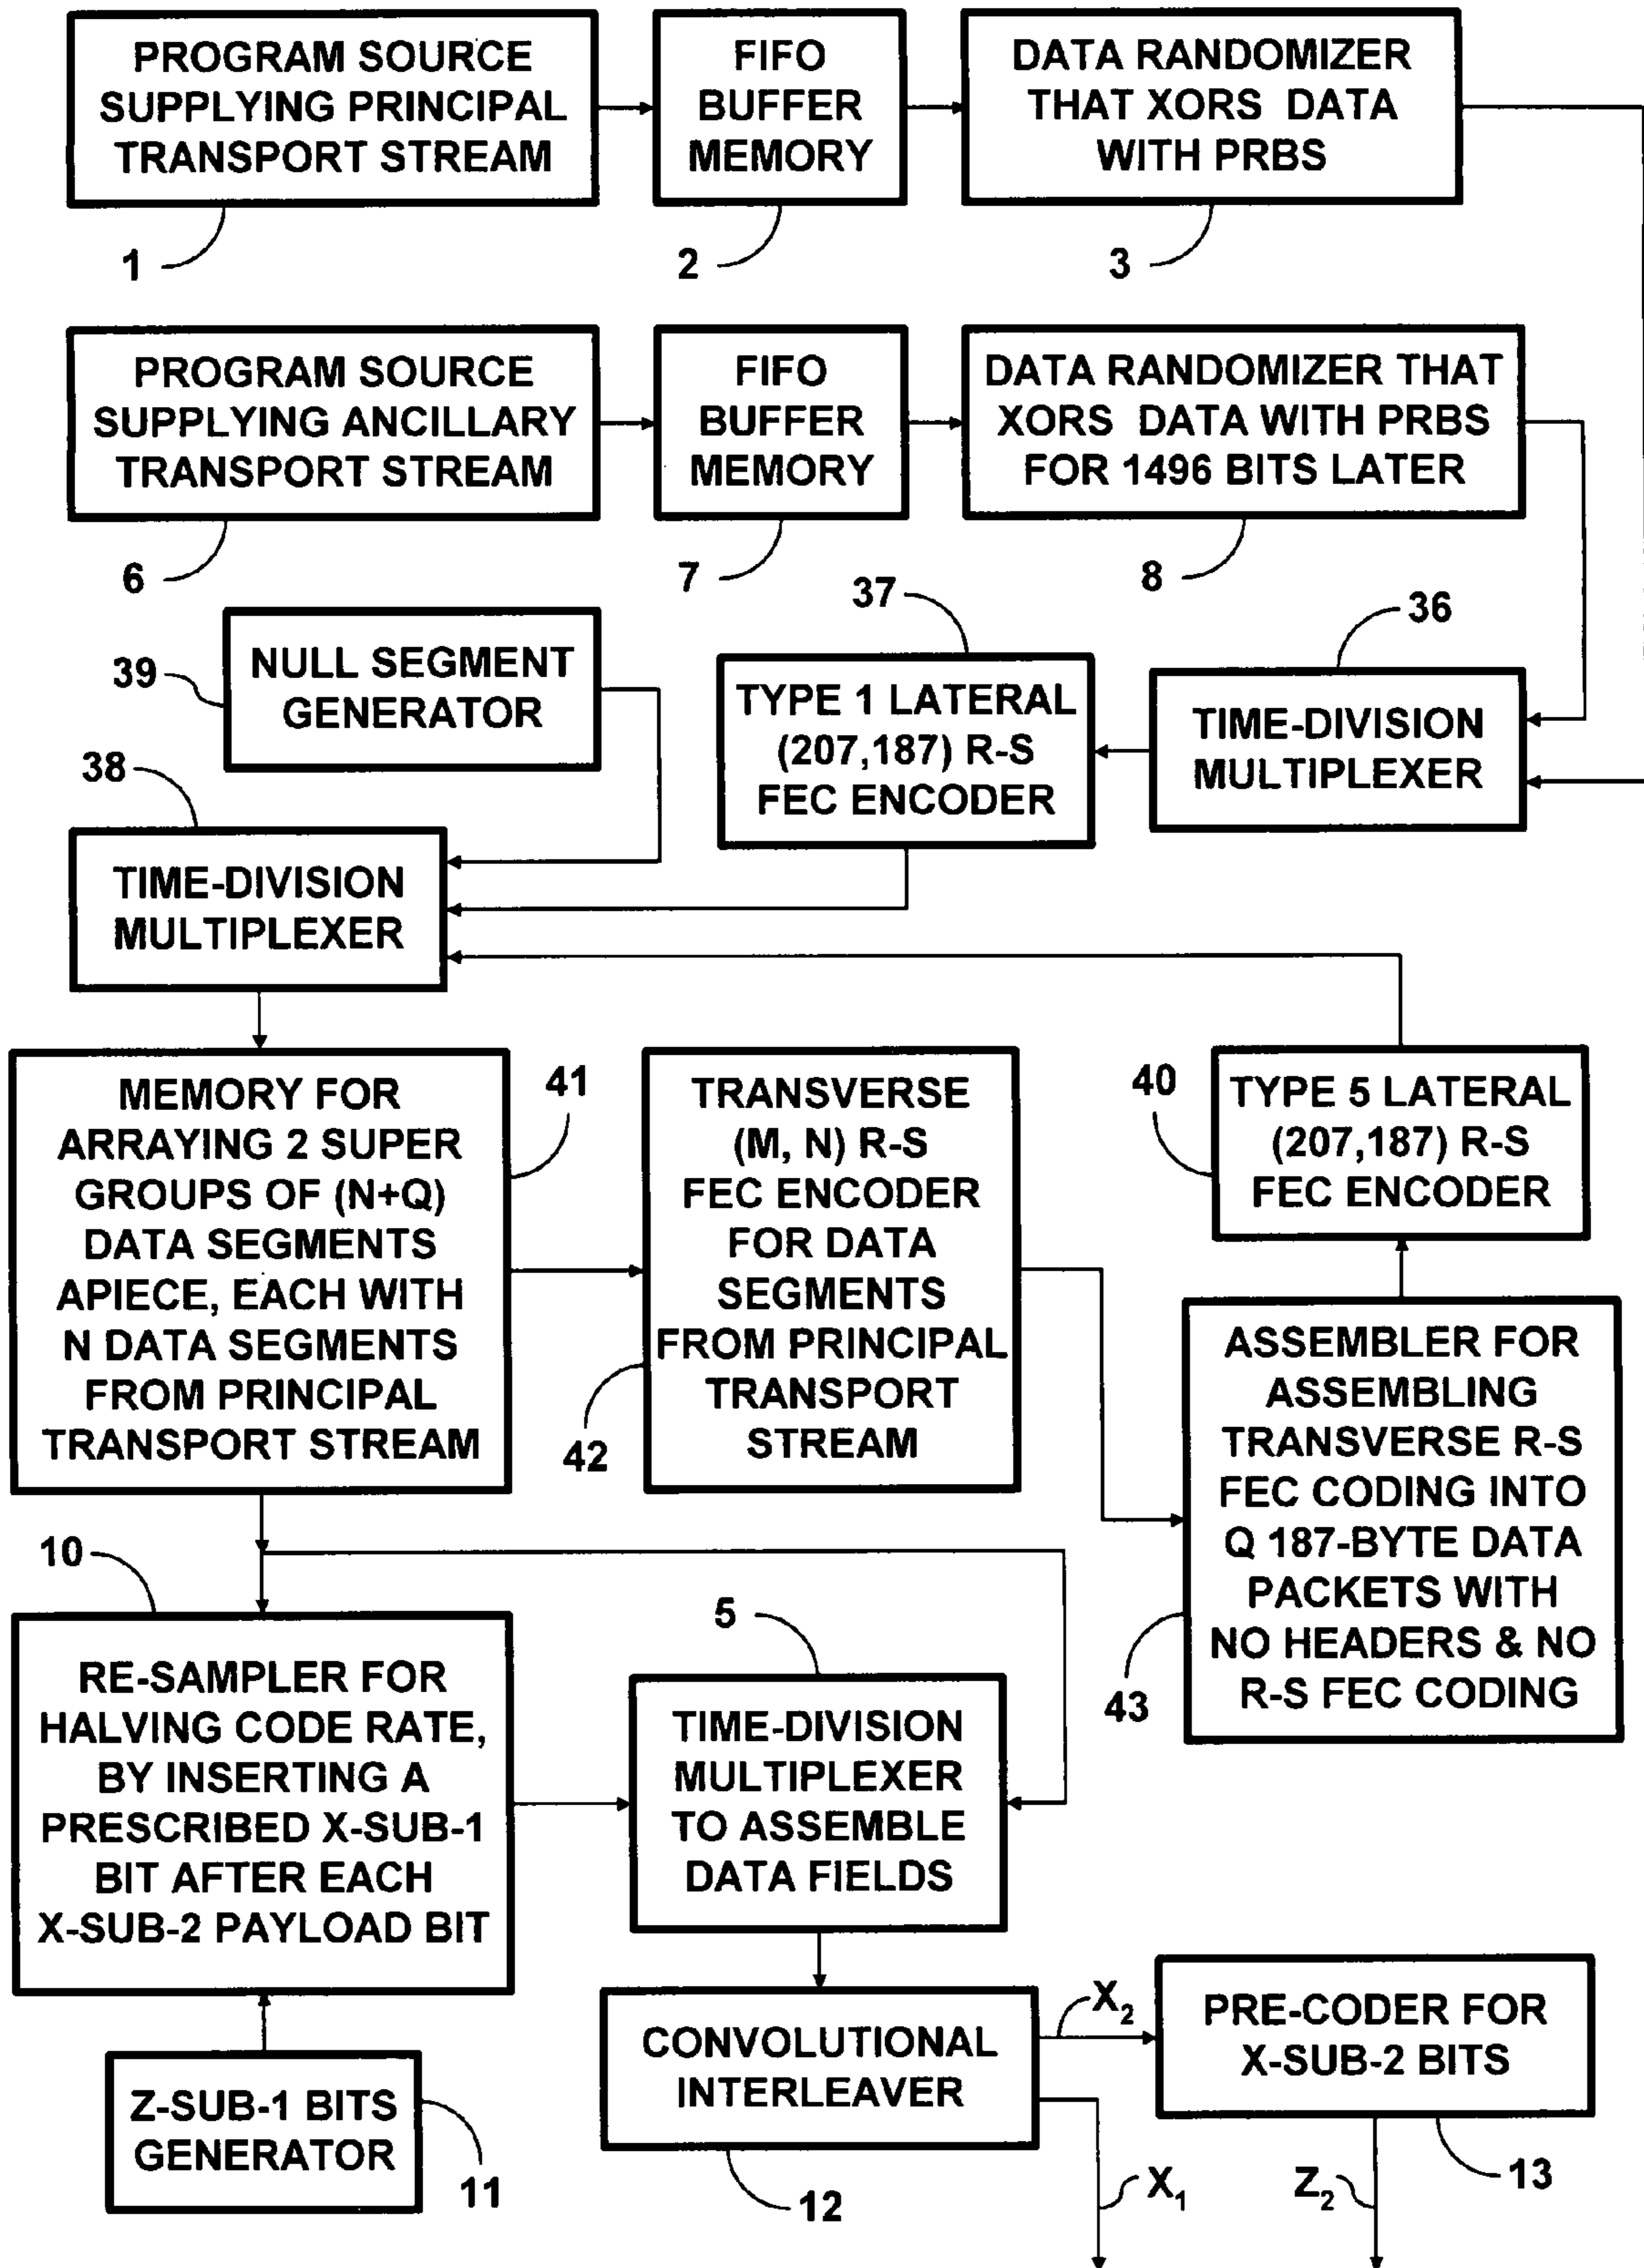 PROGRAM SOURCE
SUPPLYING PRINCIPAL
TRANSPORT STREAM
1
FIFO
BUFFER
MEMORY
2
DATA RANDOMIZER
THAT XORS DATA
WITH PRBS
3
PROGRAM SOURCE
SUPPLYING ANCILLARY
TRANSPORT STREAM
6
FIFO
BUFFER
MEMORY
7
DATA RANDOMIZER THAT
XORS DATA WITH PRBS
FOR 1496 BITS LATER
8
NULL SEGMENT
GENERATOR
39
TYPE 1 LATERAL
(207,187) R-S
FEC ENCODER
37
TIME-DIVISION
MULTIPLEXER
36
TIME-DIVISION
MULTIPLEXER
38
MEMORY FOR
ARRAYING 2 SUPER
GROUPS OF (N+Q)
DATA SEGMENTS
APIECE, EACH WITH
N DATA SEGMENTS
FROM PRINCIPAL
TRANSPORT STREAM
41
TRANSVERSE
(M, N) R-S
FEC ENCODER
FOR DATA
SEGMENTS
FROM PRINCIPAL
TRANSPORT
STREAM
42
TYPE 5 LATERAL
(207,187) R-S
FEC ENCODER
40
ASSEMBLER FOR
ASSEMBLING
TRANSVERSE R-S
FEC CODING INTO
Q 187-BYTE DATA
PACKETS WITH
NO HEADERS & NO
R-S FEC CODING
43
RE-SAMPLER FOR
HALVING CODE RATE,
BY INSERTING A
PRESCRIBED X-SUB-1
BIT AFTER EACH
X-SUB-2 PAYLOAD BIT
10
TIME-DIVISION
MULTIPLEXER
TO ASSEMBLE
DATA FIELDS
5
Z-SUB-1 BITS
GENERATOR
11
CONVOLUTIONAL
INTERLEAVER
12
X2
X1
PRE-CODER FOR
X-SUB-2 BITS
13
Z2